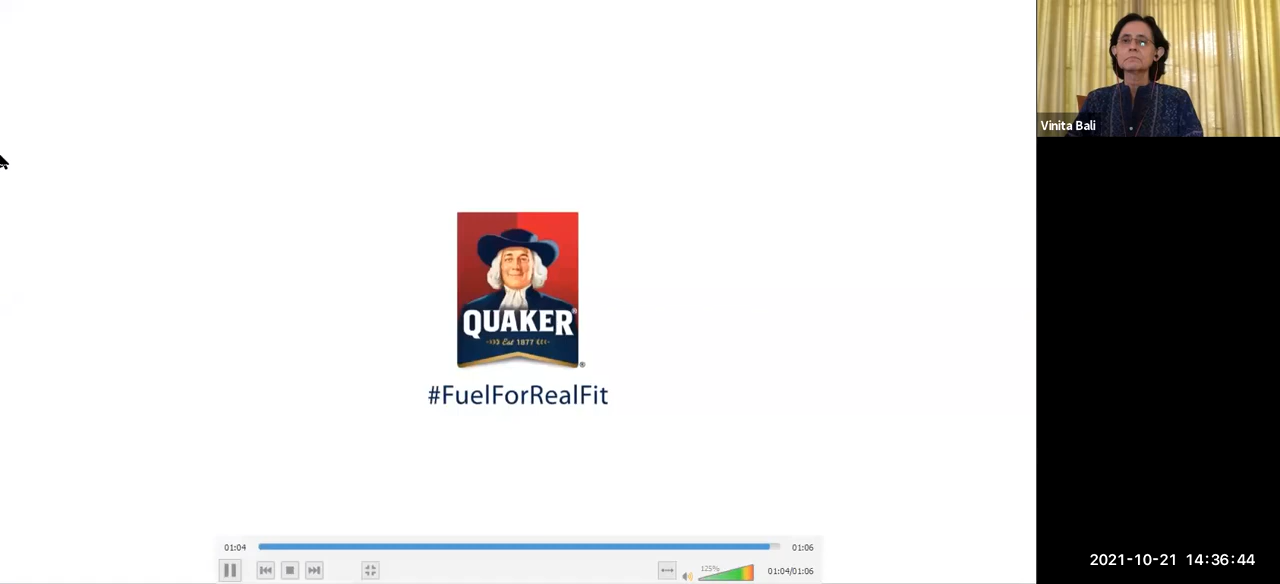 Vinita Bali
QUAKER®
Est 1877
®
#FuelForRealFit
01:04
01:06
125%
01:04/01:06
2021-10-21 14:36:44